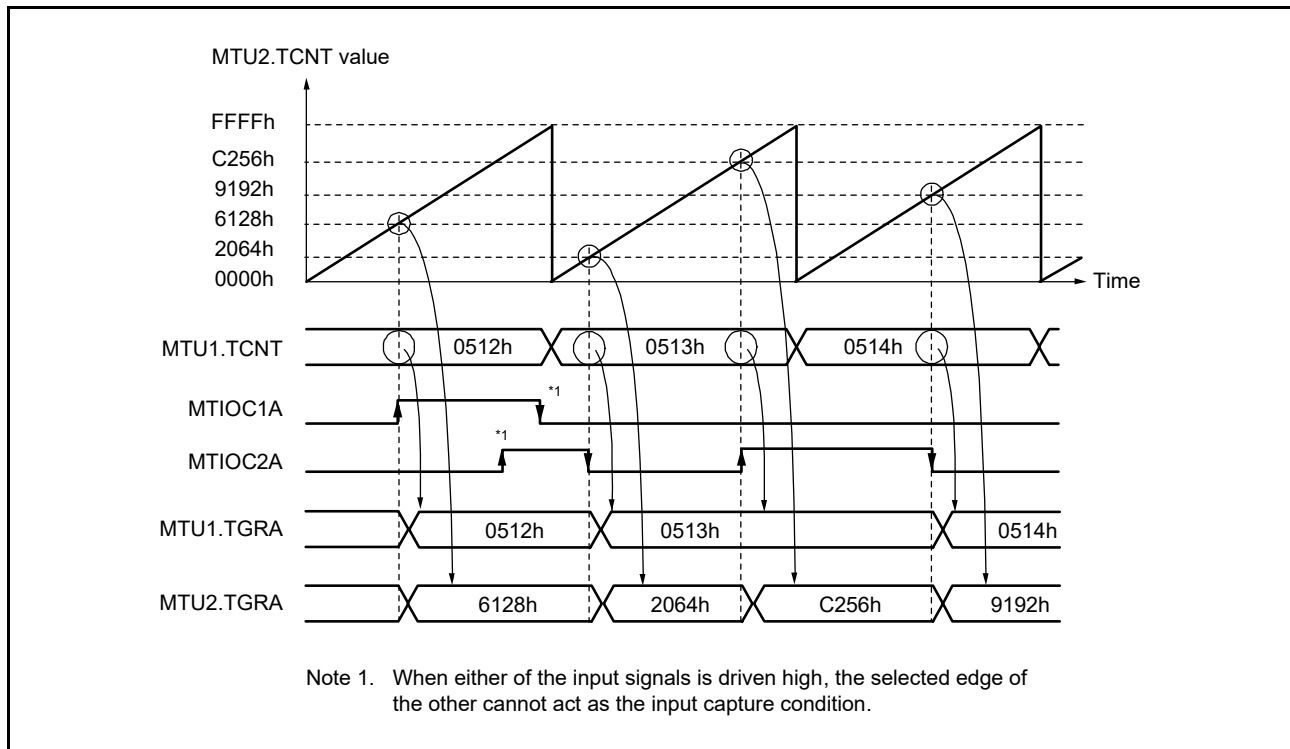 MTU2.TCNT value
FFFFh
C256h
9192h
6128h
2064h
0000h
Time
MTU1.TCNT 0512h 0513h 0514h
MTIOC1A *1
MTIOC2A *1
MTU1.TGRA 0512h 0513h 0514h
MTU2.TGRA 6128h 2064h C256h 9192h
Note 1. When either of the input signals is driven high, the selected edge of
the other cannot act as the input capture condition.